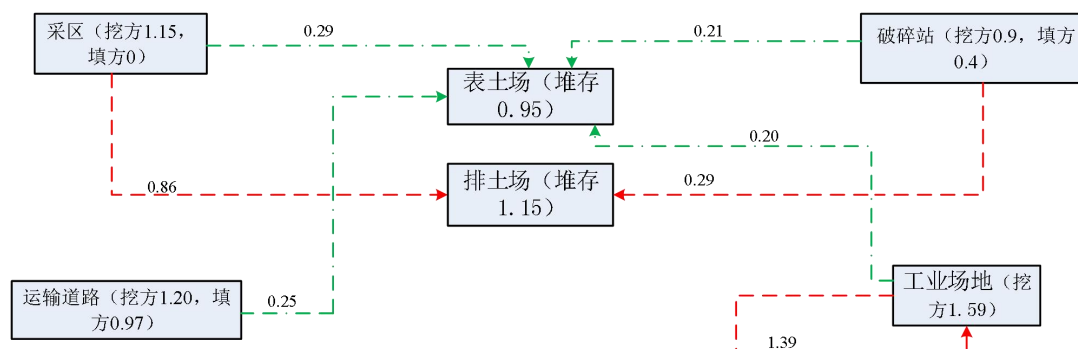 采区（挖方1.15，
填方0）
0.29
0.21
破碎站（挖方0.9，填方
0.4）
表土场（堆存
0.95）
0.20
0.86
排土场（堆存
1.15）
0.29
运输道路（挖方1.20，填
方0.97）
0.25
工业场地（挖
方1.59）
1.39